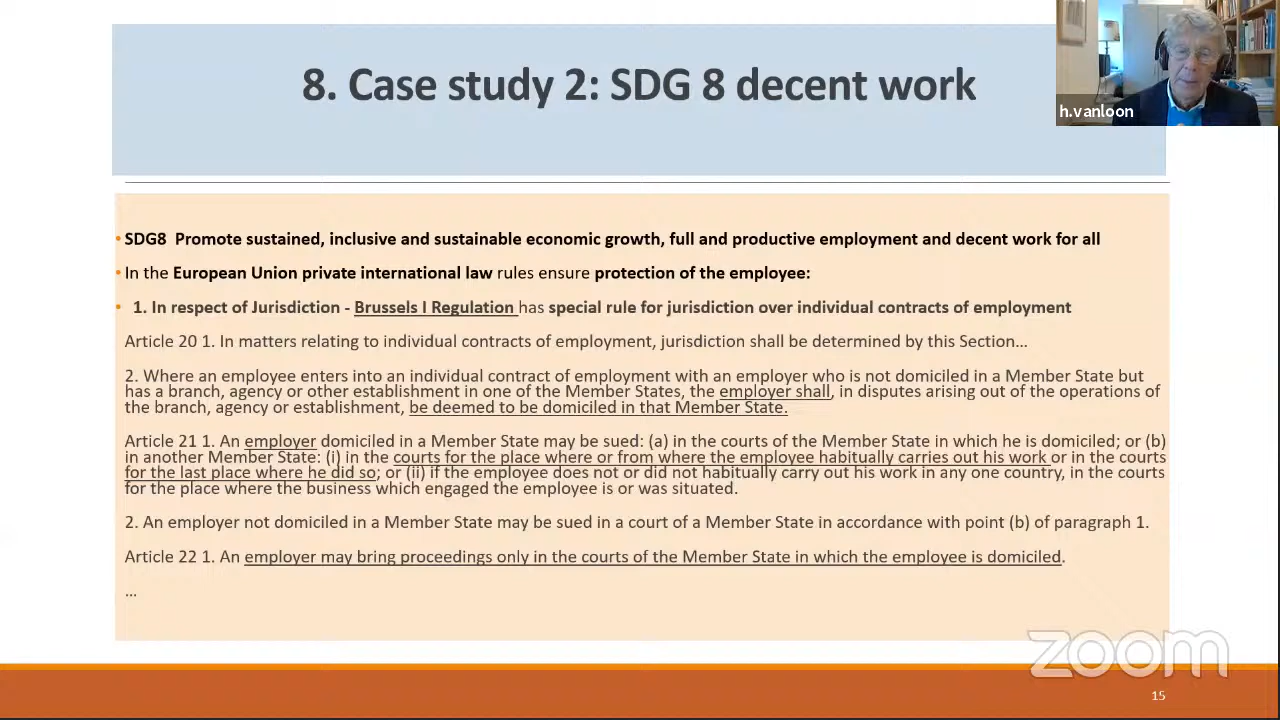 8. Case study 2: SDG 8 decent work
h.vanloon
• SDG8 Promote sustained, inclusive and sustainable economic growth, full and productive employment and decent work for all
• In the European Union private international law rules ensure protection of the employee:
• 1. In respect of Jurisdiction - Brussels I Regulation has special rule for jurisdiction over individual contracts of employment
Article 20 1. In matters relating to individual contracts of employment, jurisdiction shall be determined by this Section…
2. Where an employee enters into an individual contract of employment with an employer who is not domiciled in a Member State but
has a branch, agency or other establishment in one of the Member States, the employer shall, in disputes arising out of the operations of
the branch, agency or establishment, be deemed to be domiciled in that Member State.
Article 21 1. An employer domiciled in a Member State may be sued: (a) in the courts of the Member State in which he is domiciled; or (b)
in another Member State: (i) in the courts for the place where or from where the employee habitually carries out his work or in the courts
for the last place where he did so; or (ii) if the employee does not or did not habitually carry out his work in any one country, in the courts
for the place where the business which engaged the employee is or was situated.
2. An employer not domiciled in a Member State may be sued in a court of a Member State in accordance with point (b) of paragraph 1.
Article 22 1. An employer may bring proceedings only in the courts of the Member State in which the employee is domiciled.
…
zoom
15